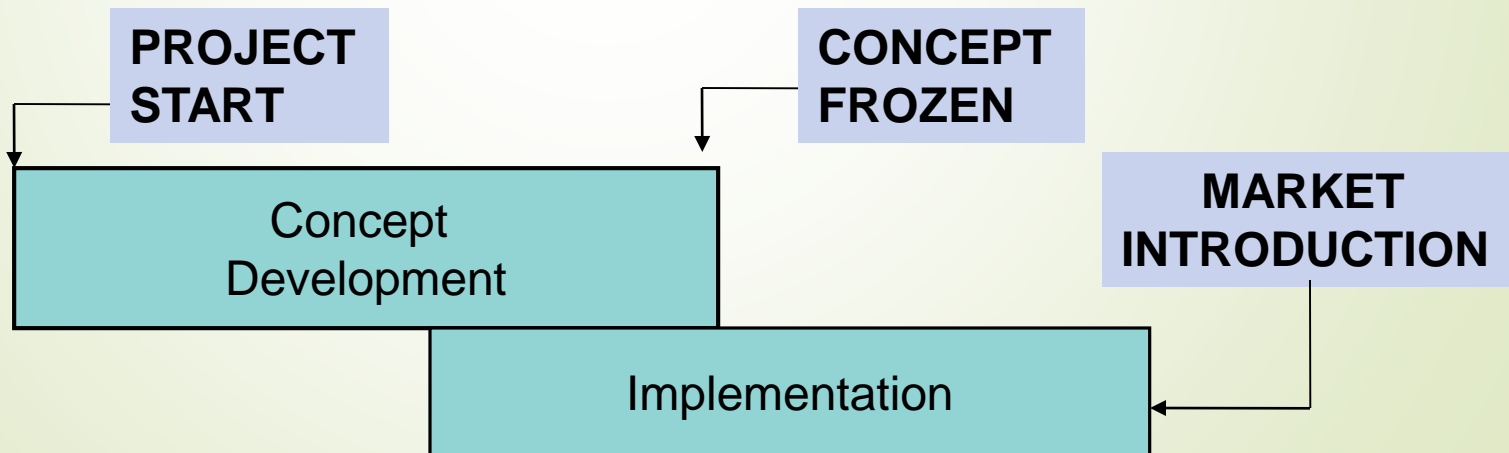 PROJECT
START
CONCEPT
FROZEN
MARKET
INTRODUCTION
Concept
Development
Implementation